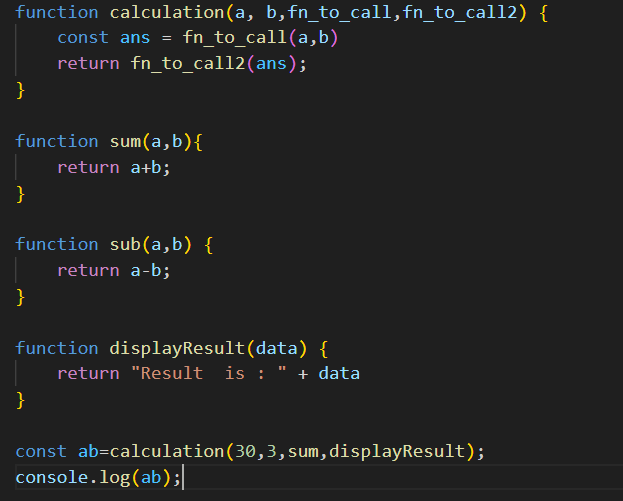 function calculation(a, b,fn_to_call,fn_to_call2) {
    const ans = fn_to_call(a,b)
    return fn_to_call2(ans);
}

function sum(a,b){
    return a+b;
}

function sub(a,b) {
    return a-b;
}

function displayResult(data) {
    return "Result  is : " + data
}

const ab=calculation(30,3,sum,displayResult);
console.log(ab);